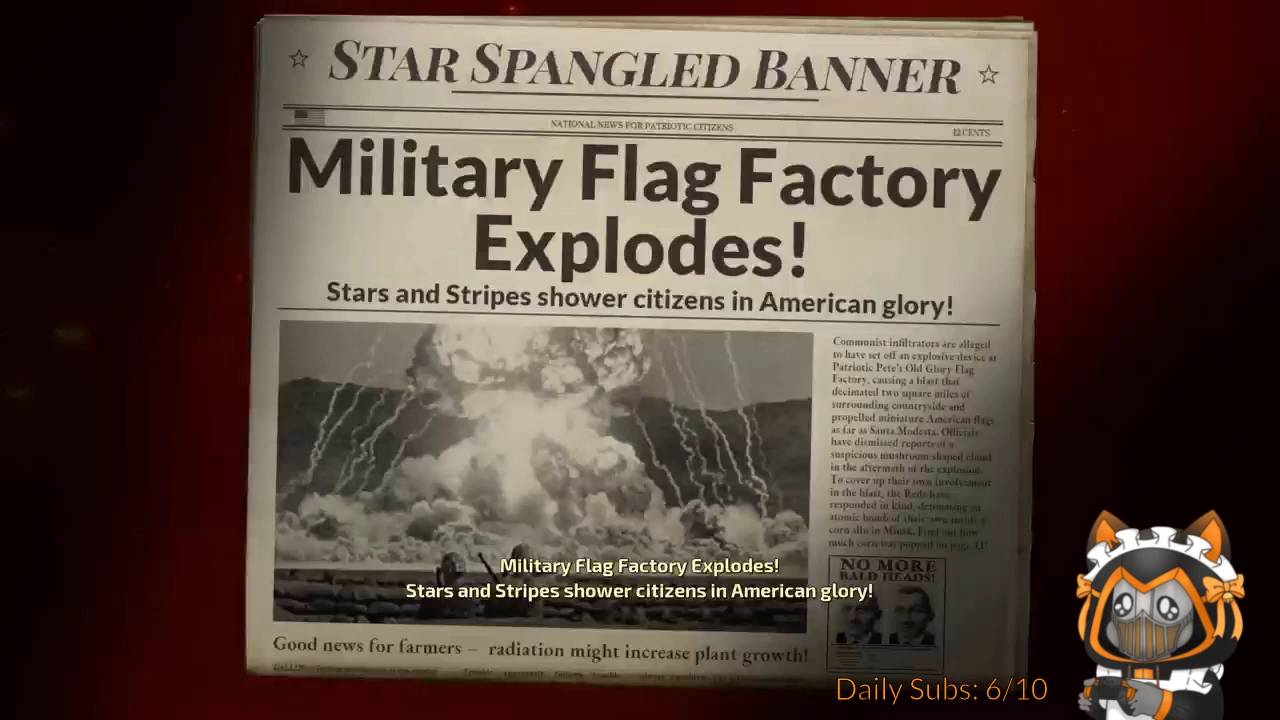 STAR SPANGLED BANNER
NATIONAL NEWS FOR PATRIOTIC CITIZENS
12 CENTS
Military Flag Factory
Explodes!
Stars and Stripes shower citizens in American glory!
Communist infiltrators are alleged
to have set off an explosive device at
Patriotic Pete's Old Glory Flag
Factory, causing a blast that
decimated two square miles of
surrounding countryside and
propelled miniature American flags
as far as Santa Modesta. Officials
have dismissed reports of a
suspicious mushroom shaped cloud
in the aftermath of the explosion.
To cover up their own involvement
in the blast, the Reds have
responded in kind, detonating an
atomic bomb of their own inside a
corn silo in Minsk. Find out how
much corn was popped on page
NO MORE
BALD HEADS!
Military Flag Factory Explodes!
Stars and Stripes shower citizens in American glory!
Good news for farmers – radiation might increase plant growth!
Daily Subs: 6/10